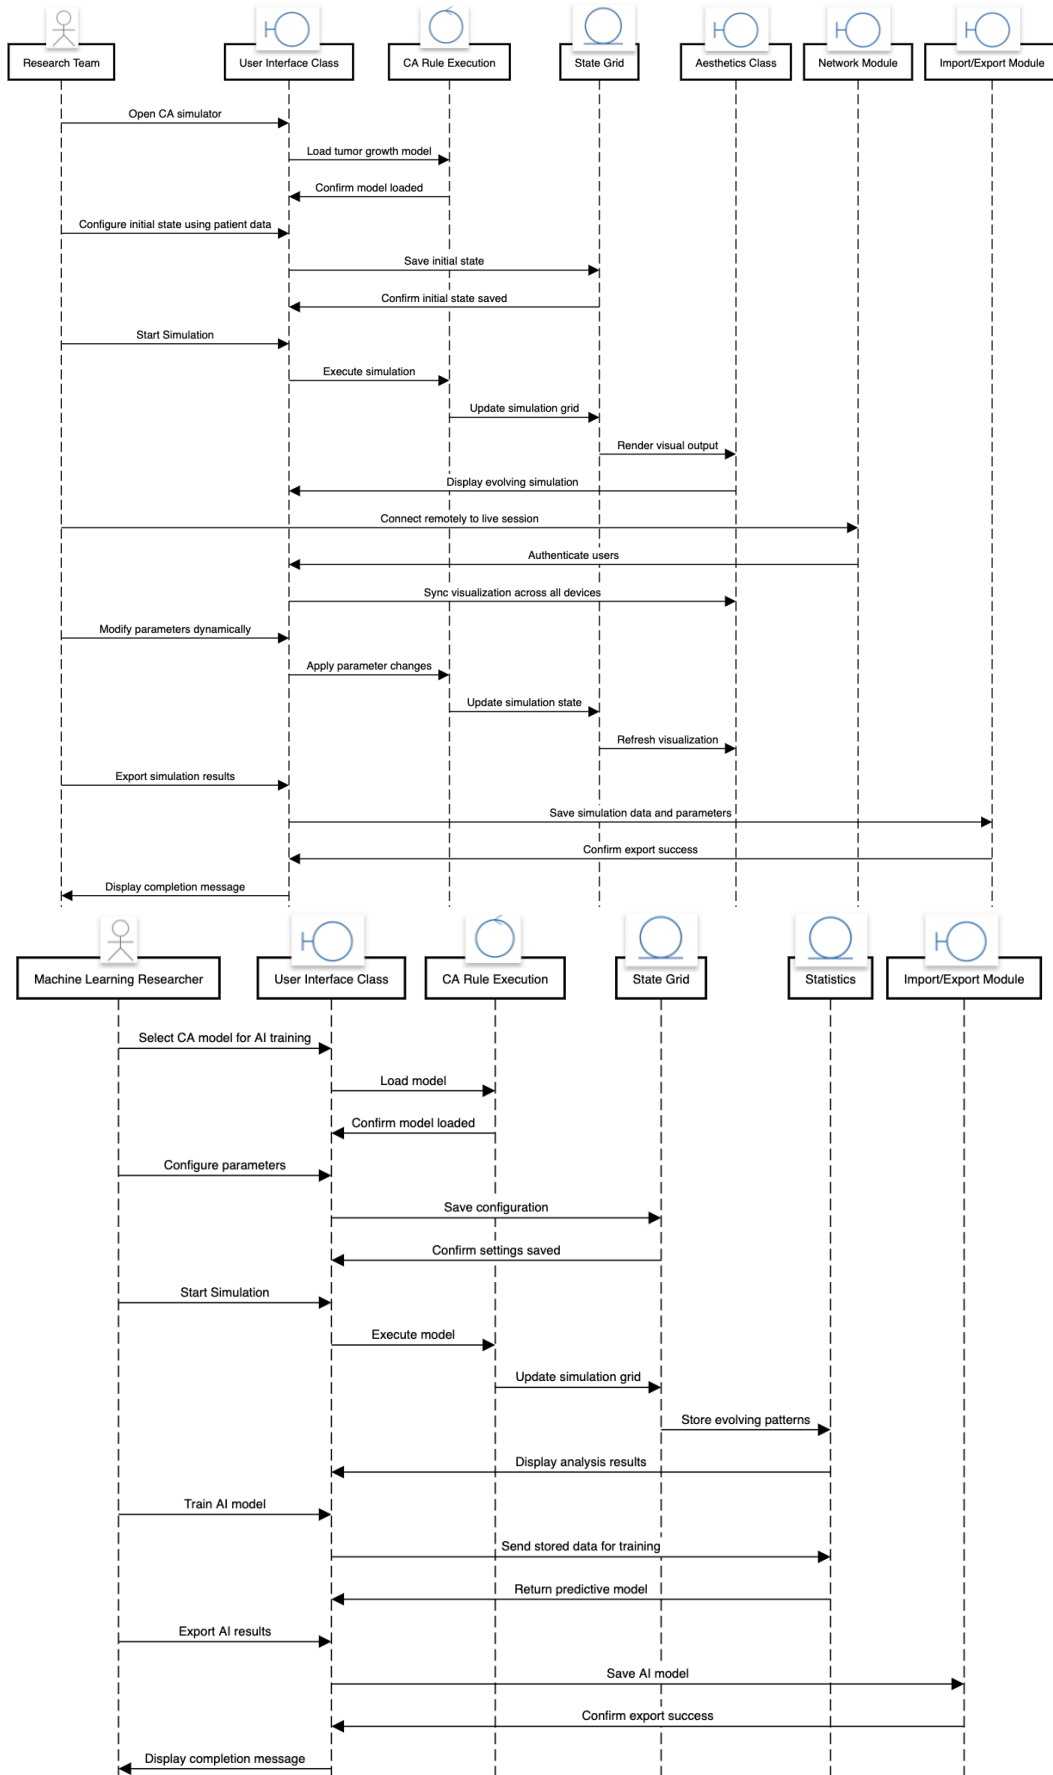 Research Team
User Interface Class
CA Rule Execution
State Grid
Aesthetics Class
Network Module
Import/Export Module
Open CA simulator
Load tumor growth model
Confirm model loaded
Configure initial state using patient data
Save initial state
Confirm initial state saved
Start Simulation
Execute simulation
Update simulation grid
Render visual output
Display evolving simulation
Connect remotely to live session
Authenticate users
Sync visualization across all devices
Modify parameters dynamically
Apply parameter changes
Update simulation state
Refresh visualization
Export simulation results
Save simulation data and parameters
Confirm export success
Display completion message
Machine Learning Researcher
User Interface Class
CA Rule Execution
State Grid
Statistics
Import/Export Module
Select CA model for AI training
Load model
Confirm model loaded
Configure parameters
Save configuration
Confirm settings saved
Start Simulation
Execute model
Update simulation grid
Store evolving patterns
Display analysis results
Train AI model
Send stored data for training
Return predictive model
Export AI results
Save AI model
Confirm export success
Display completion message